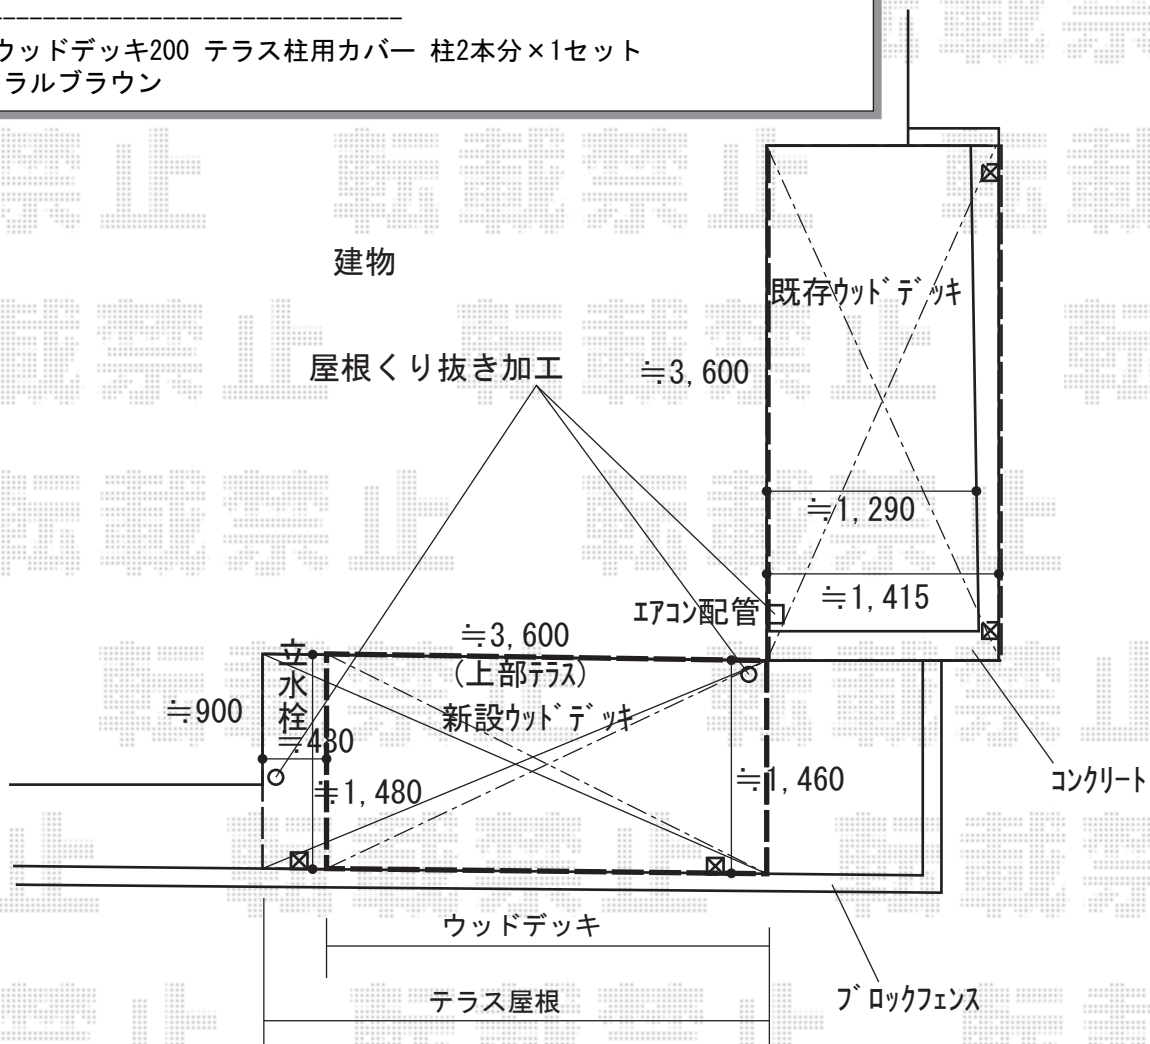 ウッドデッキ200 テラス柱用カバー 柱2本分×1セット
ラルブラウン
建物
既存ｳｯﾄﾞﾃﾞｯｷ
屋根くり抜き加工
≒3,600
≒1,290
≒1,415
ｴｱｺﾝ配管
≒3,600
(上部ﾃﾗｽ)
新設ｳｯﾄﾞﾃﾞｯｷ
立水栓
≒900
≒430
≒1,480
≒1,460
ｺﾝｸﾘｰﾄ
ウッドデッキ
テラス屋根
ﾌﾞﾛｯｸﾌｪﾝｽ
転載禁止